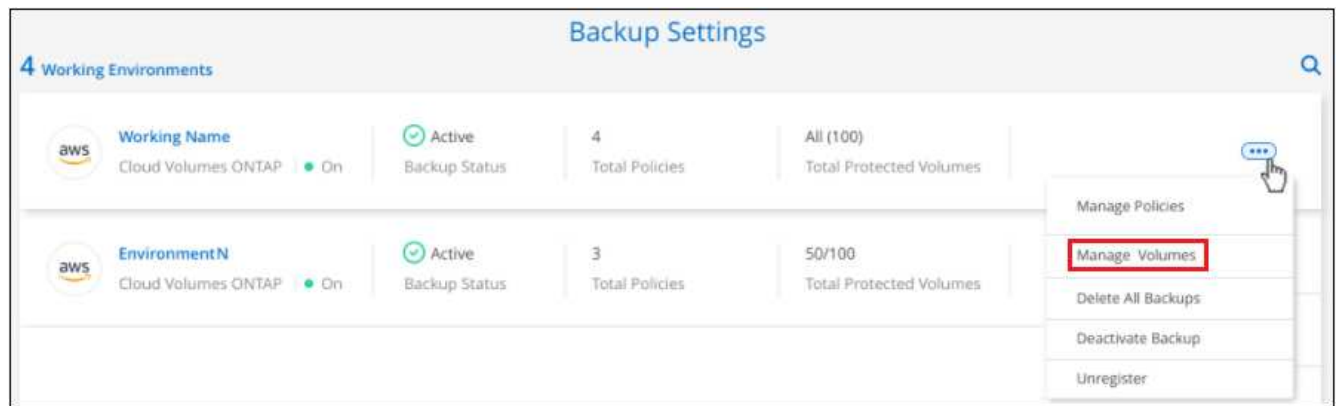 Backup Settings
4 Working Environments
aws
Working Name
Cloud Volumes ONTAP
On
Active
Backup Status
4
Total Policies
All (100)
Total Protected Volumes
Manage Policies
Manage Volumes
Delete All Backups
Deactivate Backup
Unregister
aws
EnvironmentN
Cloud Volumes ONTAP
On
Active
Backup Status
3
Total Policies
50/100
Total Protected Volumes